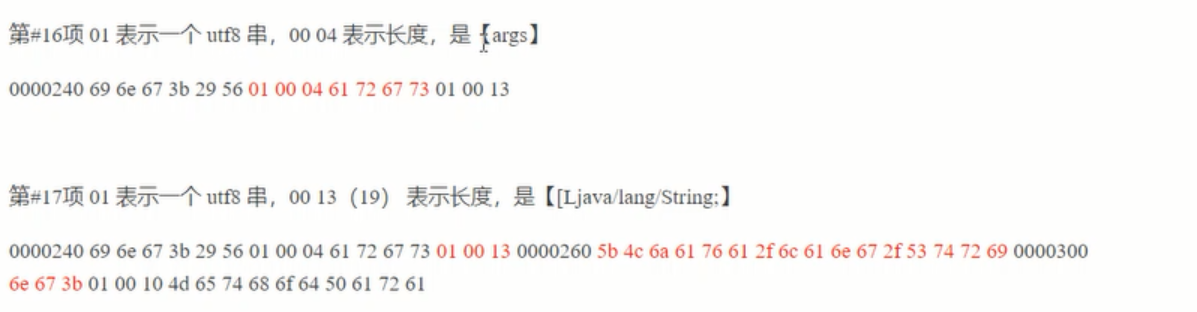 第#16项 01 表示一个 utf8 串，00 04 表示长度，是【args】
0000240 69 6e 67 3b 29 56 01 00 04 61 72 67 73 01 00 13
第#17项 01 表示一个 utf8 串，00 13（19） 表示长度，是【[Ljava/lang/String;】
0000240 69 6e 67 3b 29 56 01 00 04 61 72 67 73 01 00 13 0000260 5b 4c 6a 61 76 61 2f 6c 61 6e 67 2f 53 74 72 69 0000300
6e 67 3b 01 00 10 4d 65 74 68 6f 64 50 61 72 61